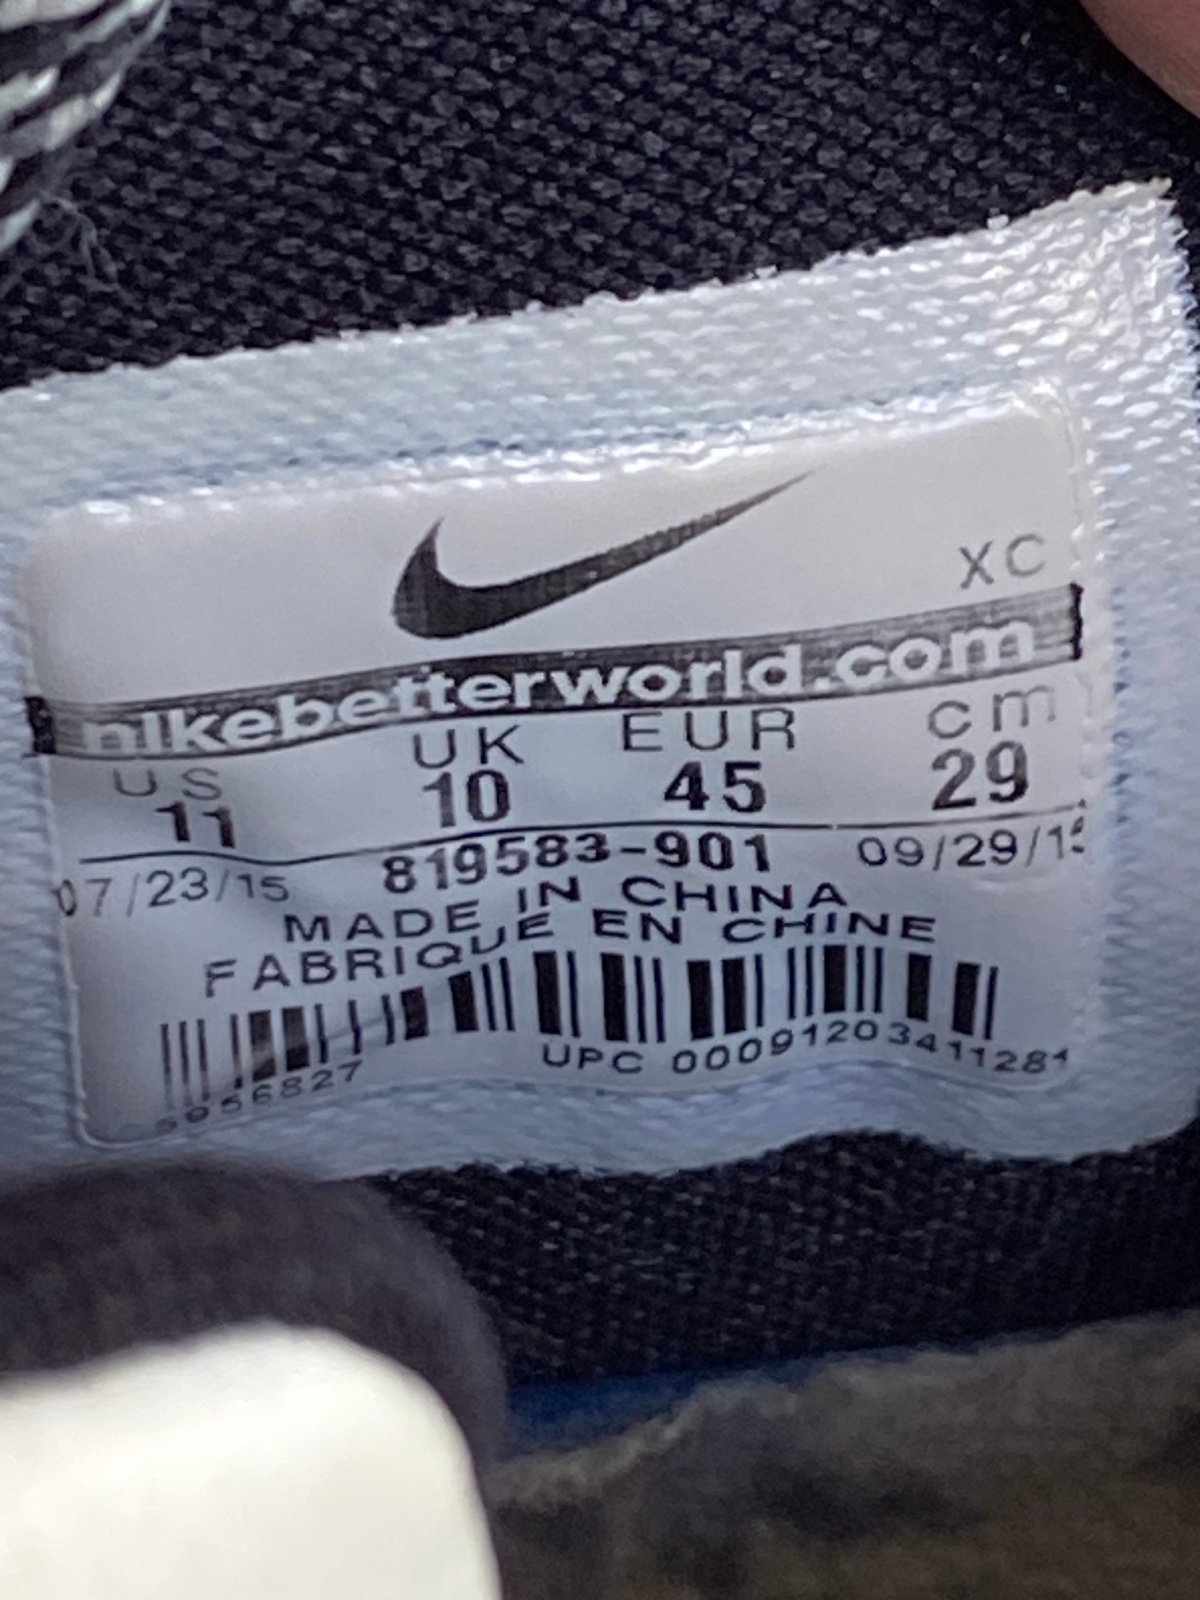 XC
nikebetterworld.com
US UK EUR cm
11 10 45 29
07/23/15 819583-901 09/29/15
MADE IN CHINA
FABRIQUE EN CHINE
UPC 00091203411284